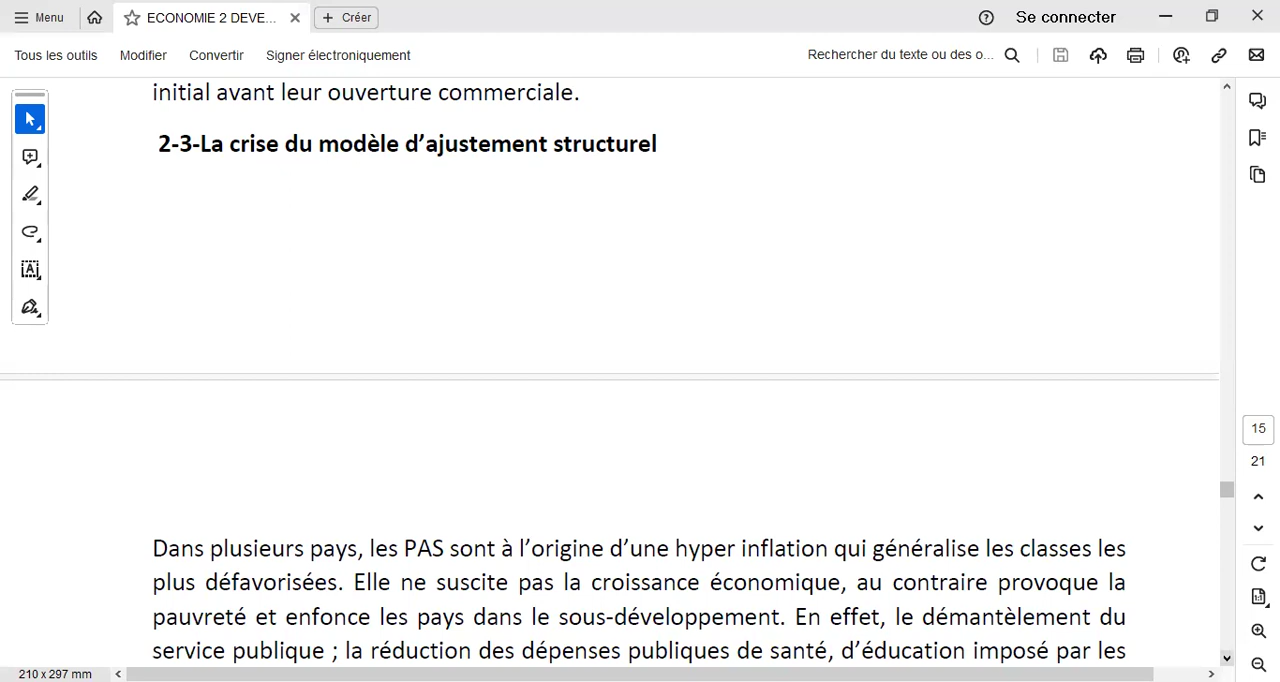 Menu ECONOMIE 2 DEVE... Créer Se connecter
Tous les outils Modifier Convertir Signer électroniquement Rechercher du texte ou des o...
initial avant leur ouverture commerciale.
2-3-La crise du modèle d’ajustement structurel
15
21
Dans plusieurs pays, les PAS sont à l’origine d’une hyper inflation qui généralise les classes les
plus défavorisées. Elle ne suscite pas la croissance économique, au contraire provoque la
pauvreté et enfonce les pays dans le sous-développement. En effet, le démantèlement du
service publique ; la réduction des dépenses publiques de santé, d’éducation imposé par les
210 x 297 mm